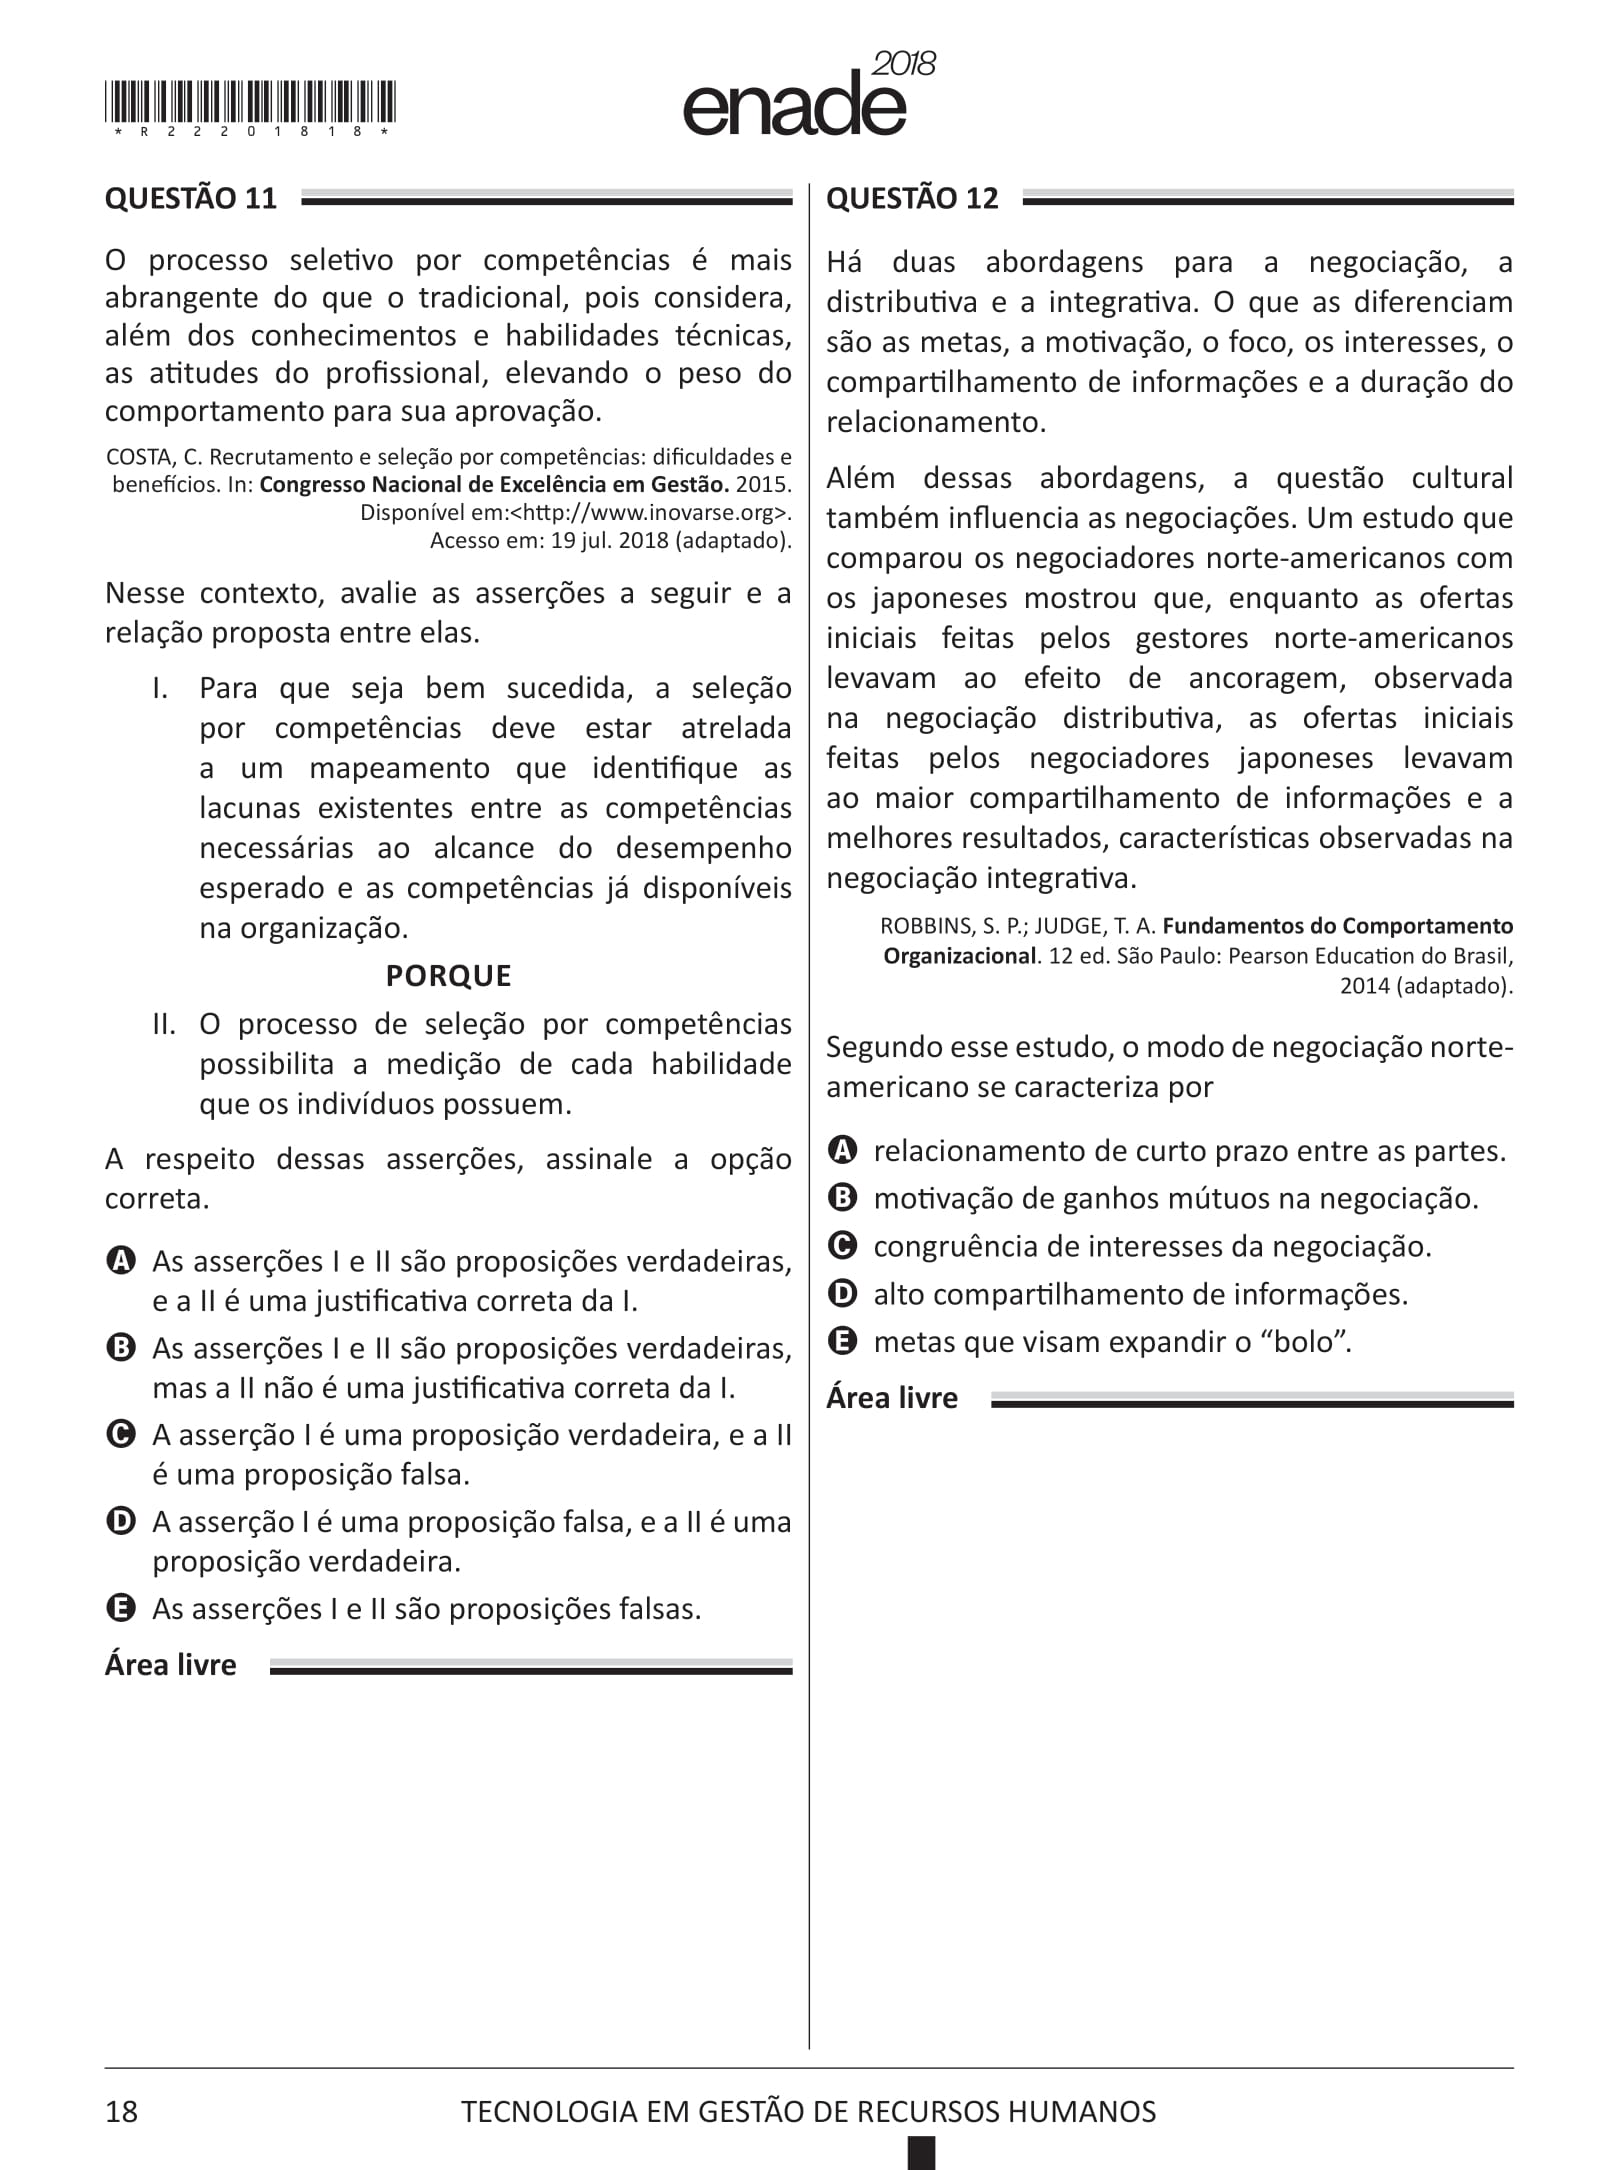 *R22201818*
enade 2018
QUESTÃO 11
O processo seletivo por competências é mais
abrangente do que o tradicional, pois considera,
além dos conhecimentos e habilidades técnicas,
as atitudes do profissional, elevando o peso do
comportamento para sua aprovação.
COSTA, C. Recrutamento e seleção por competências: dificuldades e
benefícios. In: Congresso Nacional de Excelência em Gestão. 2015.
Disponível em:<http://www.inovarse.org>.
Acesso em: 19 jul. 2018 (adaptado).
Nesse contexto, avalie as asserções a seguir e a
relação proposta entre elas.
I. Para que seja bem sucedida, a seleção
por competências deve estar atrelada
a um mapeamento que identifique as
lacunas existentes entre as competências
necessárias ao alcance do desempenho
esperado e as competências já disponíveis
na organização.
PORQUE
II. O processo de seleção por competências
possibilita a medição de cada habilidade
que os indivíduos possuem.
A respeito dessas asserções, assinale a opção
correta.
A As asserções I e II são proposições verdadeiras,
e a II é uma justificativa correta da I.
B As asserções I e II são proposições verdadeiras,
mas a II não é uma justificativa correta da I.
C A asserção I é uma proposição verdadeira, e a II
é uma proposição falsa.
D A asserção I é uma proposição falsa, e a II é uma
proposição verdadeira.
E As asserções I e II são proposições falsas.
Área livre
QUESTÃO 12
Há duas abordagens para a negociação, a
distributiva e a integrativa. O que as diferenciam
são as metas, a motivação, o foco, os interesses, o
compartilhamento de informações e a duração do
relacionamento.
Além dessas abordagens, a questão cultural
também influencia as negociações. Um estudo que
comparou os negociadores norte-americanos com
os japoneses mostrou que, enquanto as ofertas
iniciais feitas pelos gestores norte-americanos
levavam ao efeito de ancoragem, observada
na negociação distributiva, as ofertas iniciais
feitas pelos negociadores japoneses levavam
ao maior compartilhamento de informações e a
melhores resultados, características observadas na
negociação integrativa.
ROBBINS, S. P.; JUDGE, T. A. Fundamentos do Comportamento
Organizacional. 12 ed. São Paulo: Pearson Education do Brasil,
2014 (adaptado).
Segundo esse estudo, o modo de negociação norte-
americano se caracteriza por
A relacionamento de curto prazo entre as partes.
B motivação de ganhos mútuos na negociação.
C congruência de interesses da negociação.
D alto compartilhamento de informações.
E metas que visam expandir o “bolo”.
Área livre
18
TECNOLOGIA EM GESTÃO DE RECURSOS HUMANOS